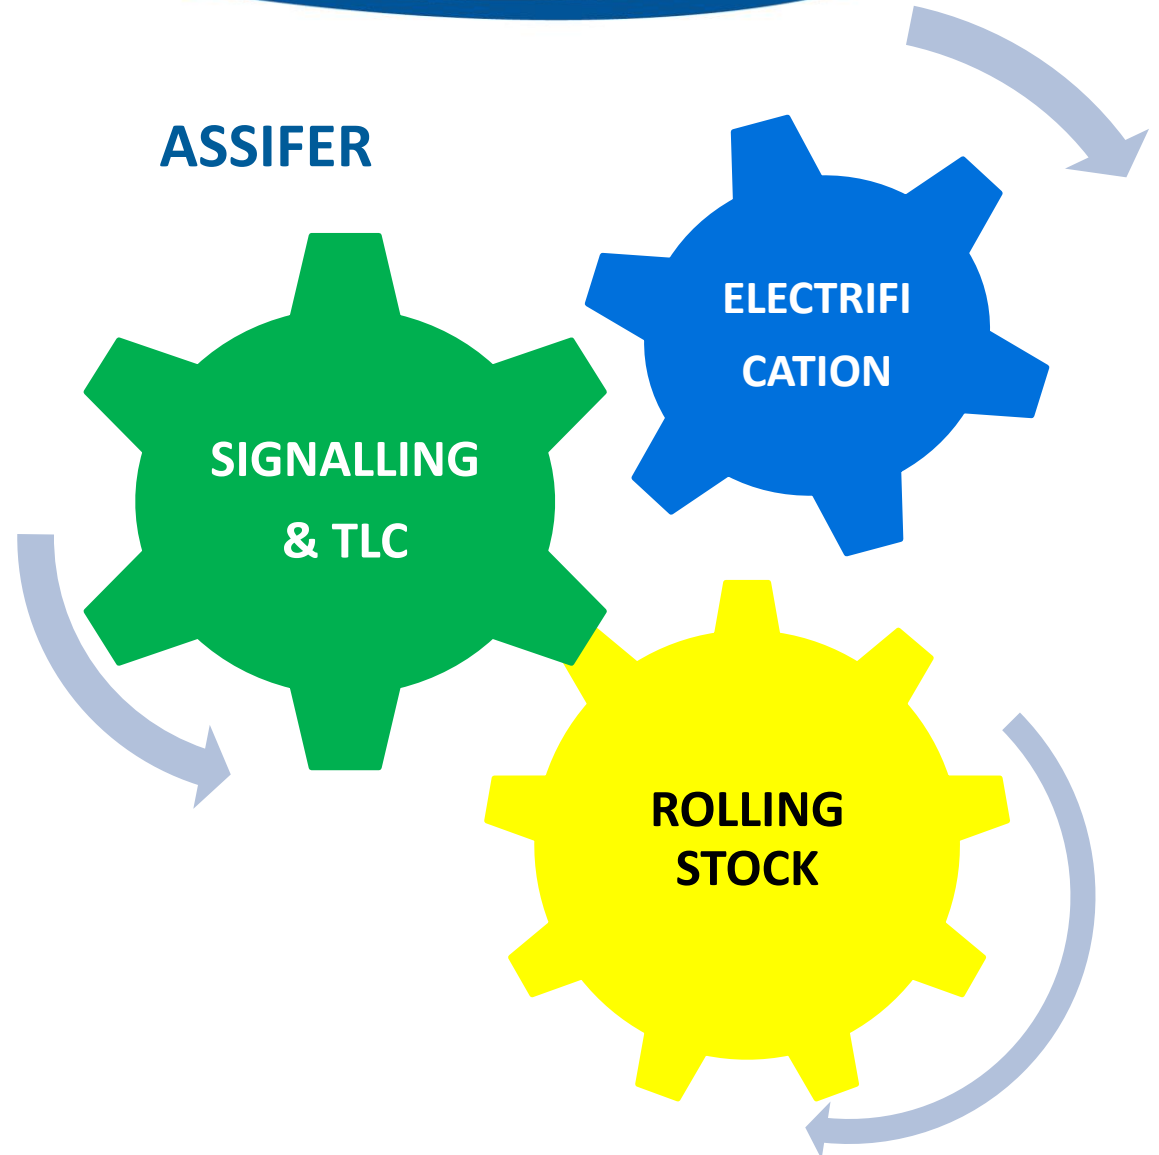 ASSIFER
ELECTRIFI
CATION
SIGNALLING
& TLC
ROLLING
STOCK